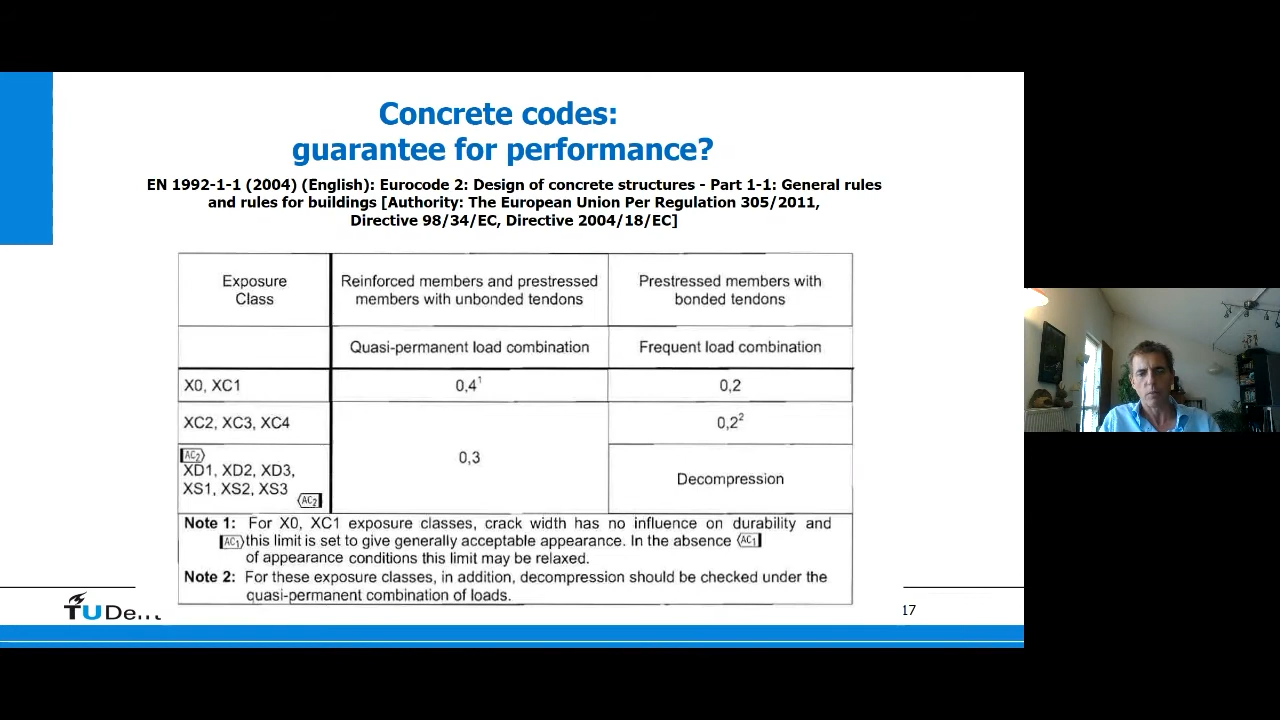 Concrete codes:
guarantee for performance?
EN 1992-1-1 (2004) (English): Eurocode 2: Design of concrete structures - Part 1-1: General rules
and rules for buildings [Authority: The European Union Per Regulation 305/2011,
Directive 98/34/EC, Directive 2004/18/EC]
Exposure
Class
Reinforced members and prestressed
members with unbonded tendons
Prestressed members with
bonded tendons
Quasi-permanent load combination
Frequent load combination
X0, XC1
0,4¹
0,2
XC2, XC3, XC4
0,3
0,2²
AC2
XD1, XD2, XD3,
XS1, XS2, XS3
AC2
Decompression
Note 1: For X0, XC1 exposure classes, crack width has no influence on durability and
AC1 this limit is set to give generally acceptable appearance. In the absence AC1
of appearance conditions this limit may be relaxed.
Note 2: For these exposure classes, in addition, decompression should be checked under the
quasi-permanent combination of loads.
TU Delft
17